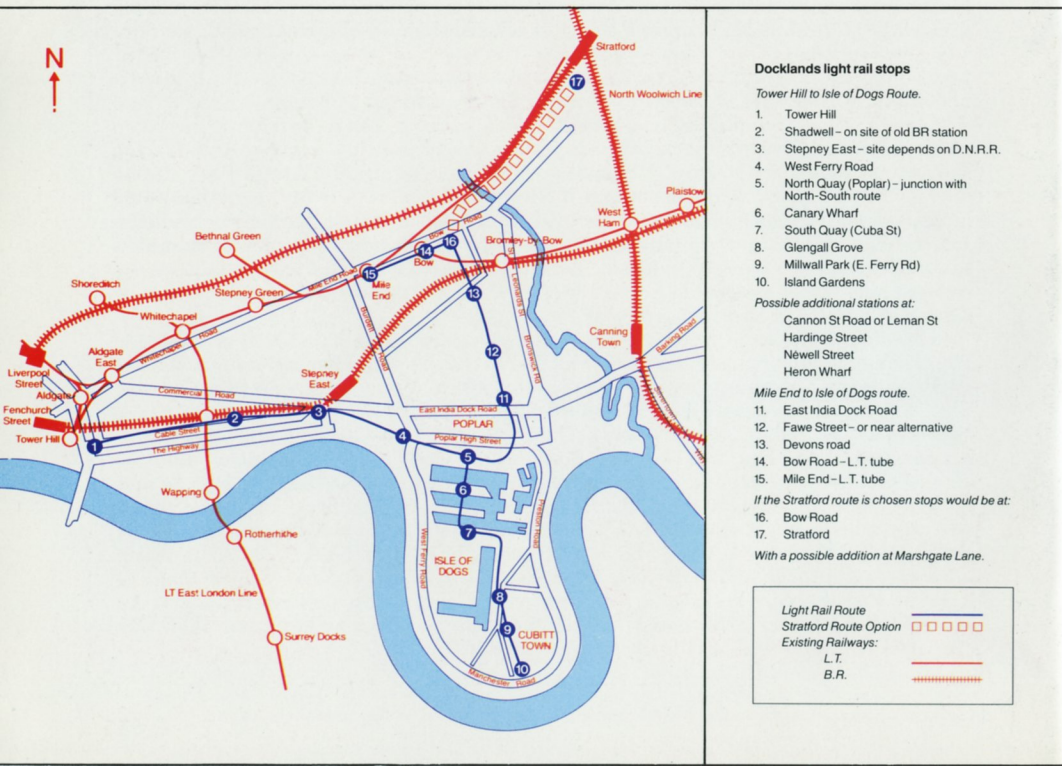 N
Stratford
17
North Woolwich Line
Plaistow
West
Ham
Bethnal Green
Bow Road
16
14
Bow
Bromley-by-Bow
15
Mile
End
Mile End Road
Shoreditch
Stepney Green
13
St. Leonards St
Whitechapel
Whitechapel Road
Burdett Road
Canning
Town
Barking Road
12
Brunswick Rd
Liverpool
Street
Aldgate
East
Aldgate
Stepney
East
11
Commercial Road
Fenchurch
Street
East India Dock Road
POPLAR
3
2
Cable Street
4
Poplar High Street
Tower Hill
1
The Highway
5
6
Wapping
Preston Road
7
Rotherhithe
West Ferry Road
ISLE OF
DOGS
LT East London Line
8
9
CUBITT
TOWN
Surrey Docks
10
Manchester Road
Docklands light rail stops
Tower Hill to Isle of Dogs Route.
1. Tower Hill
2. Shadwell – on site of old BR station
3. Stepney East – site depends on D.N.R.R.
4. West Ferry Road
5. North Quay (Poplar) – junction with
North-South route
6. Canary Wharf
7. South Quay (Cuba St)
8. Glengall Grove
9. Millwall Park (E. Ferry Rd)
10. Island Gardens
Possible additional stations at:
Cannon St Road or Leman St
Hardinge Street
Newell Street
Heron Wharf
Mile End to Isle of Dogs route.
11. East India Dock Road
12. Fawe Street – or near alternative
13. Devons road
14. Bow Road – L.T. tube
15. Mile End – L.T. tube
If the Stratford route is chosen stops would be at:
16. Bow Road
17. Stratford
With a possible addition at Marshgate Lane.
Light Rail Route
Stratford Route Option
Existing Railways:
L.T.
B.R.